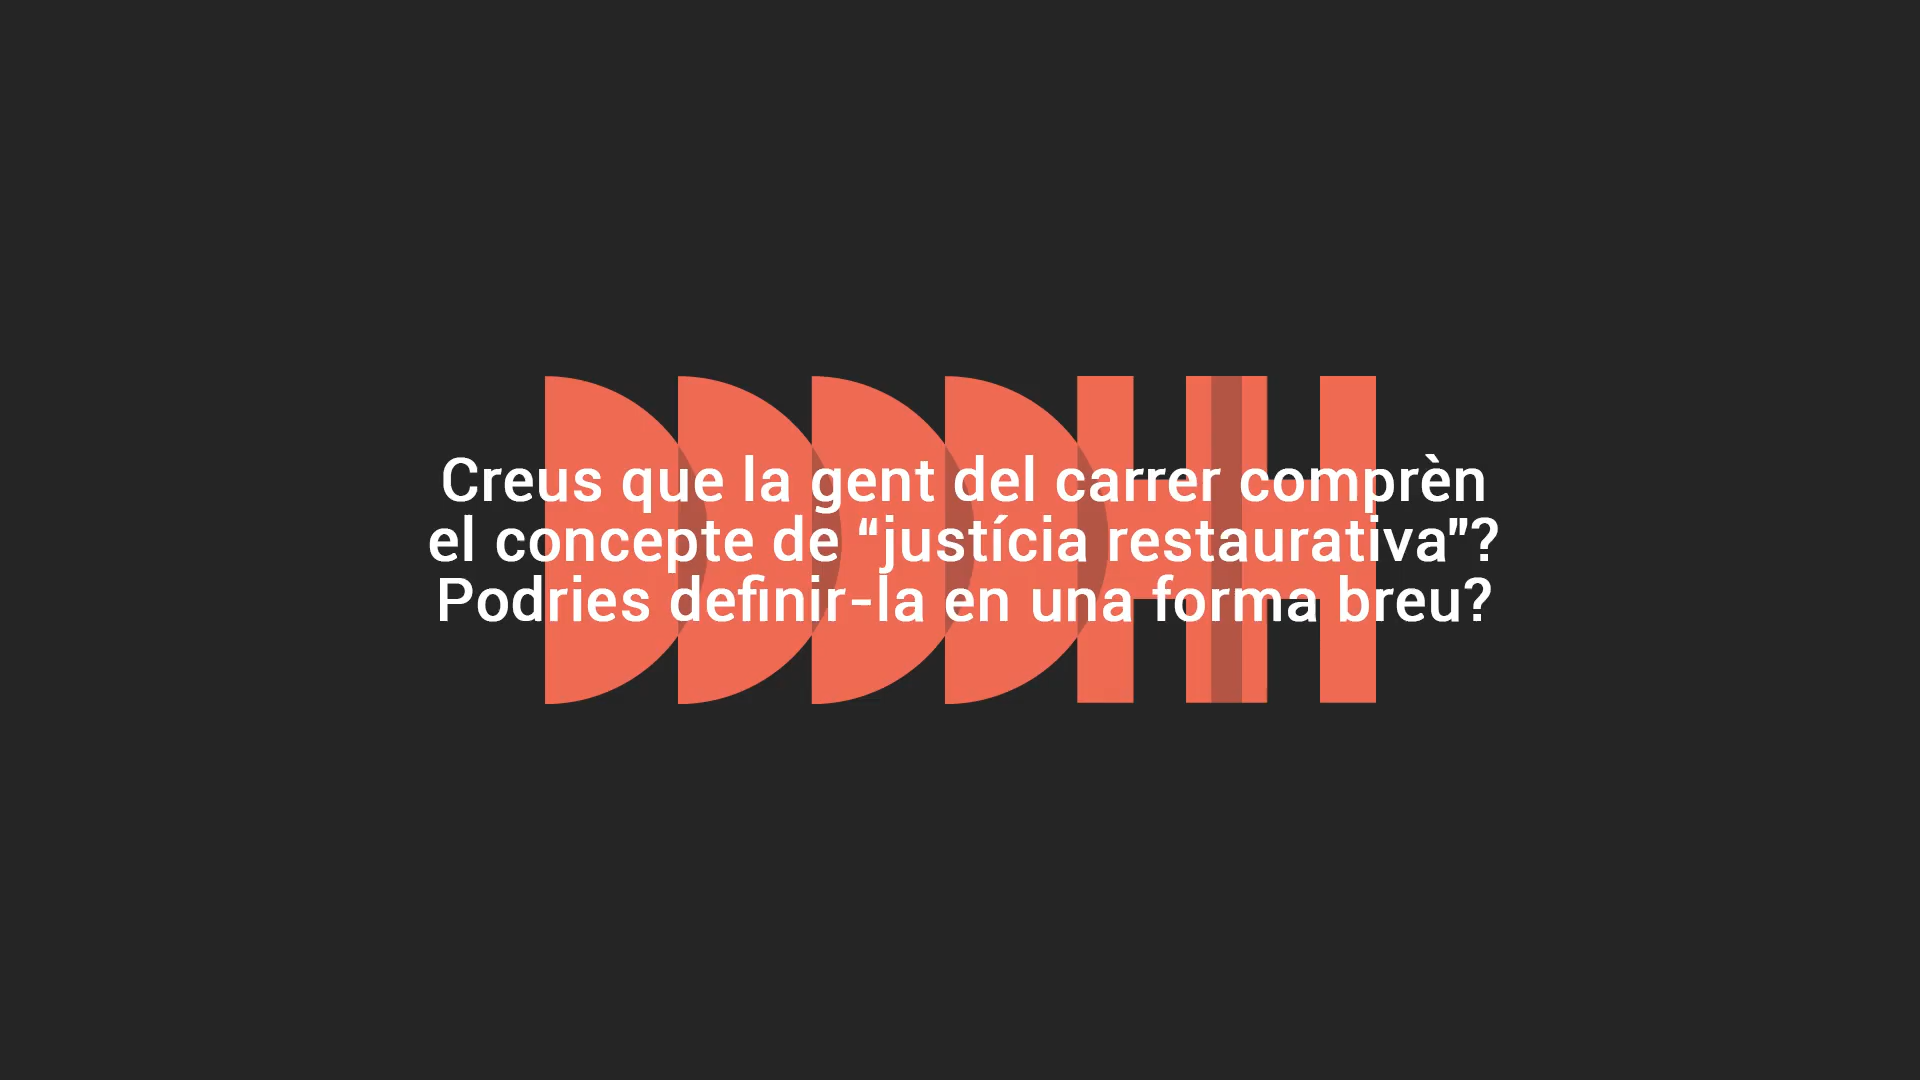 DDDDHH
Creus que la gent del carrer comprèn
el concepte de “justícia restaurativa”?
Podries definir-la en una forma breu?